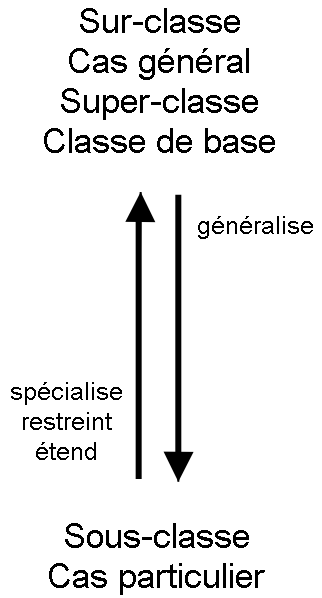 Sur-classe
Cas général
Super-classe
Classe de base
généralise
spécialise
restreint
étend
Sous-classe
Cas particulier